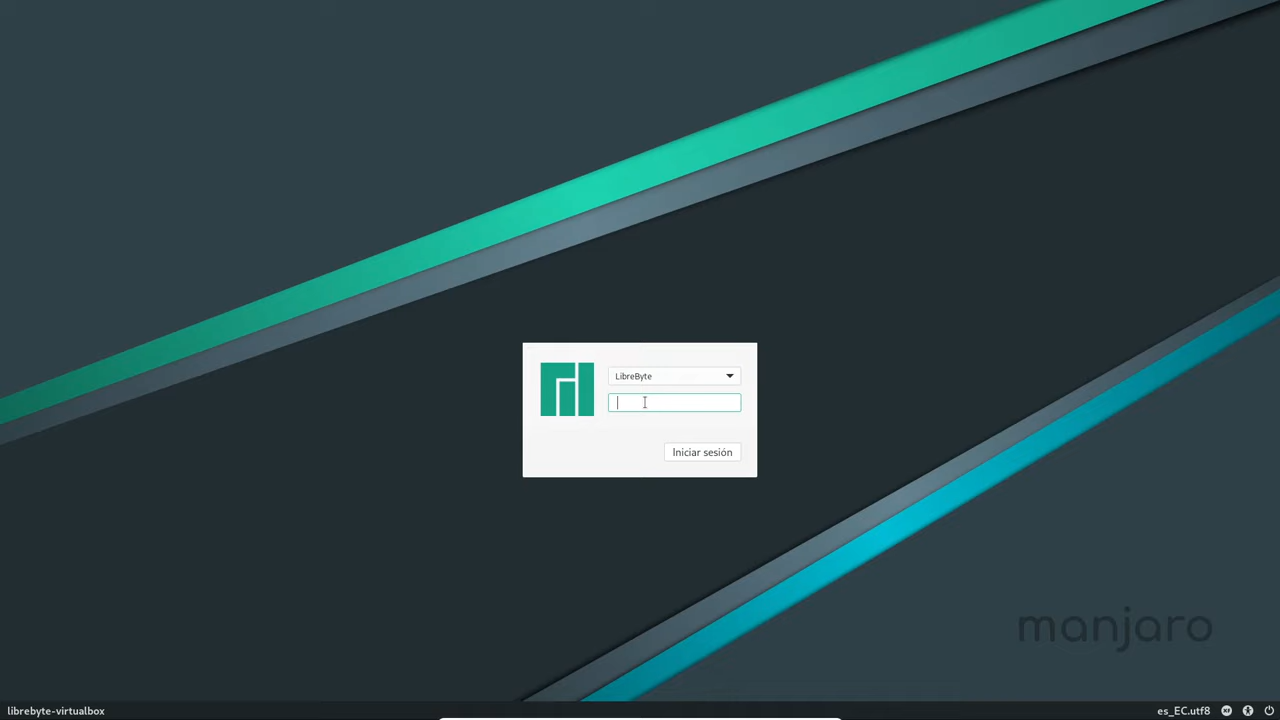 LibreByte
Iniciar sesión
manjaro
librebyte-virtualbox
es_EC.utf8